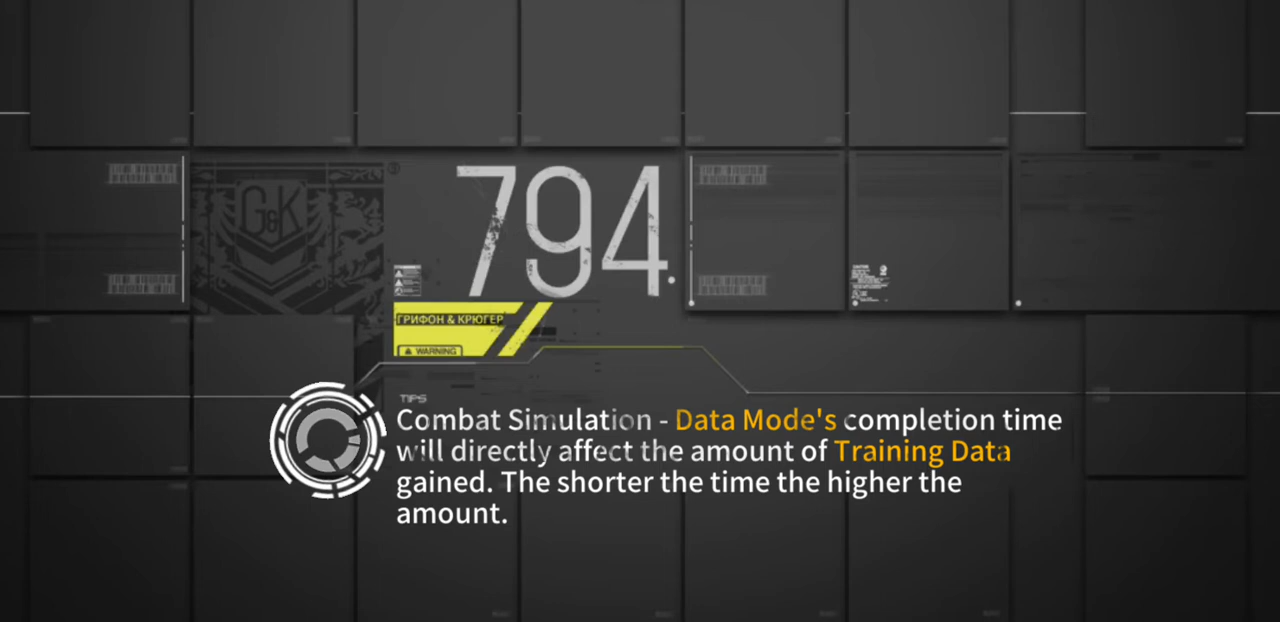 G&K
794.
ГРИФОН & КРЮГЕР
WARNING
TIPS
Combat Simulation - Data Mode's completion time
will directly affect the amount of Training Data
gained. The shorter the time the higher the
amount.